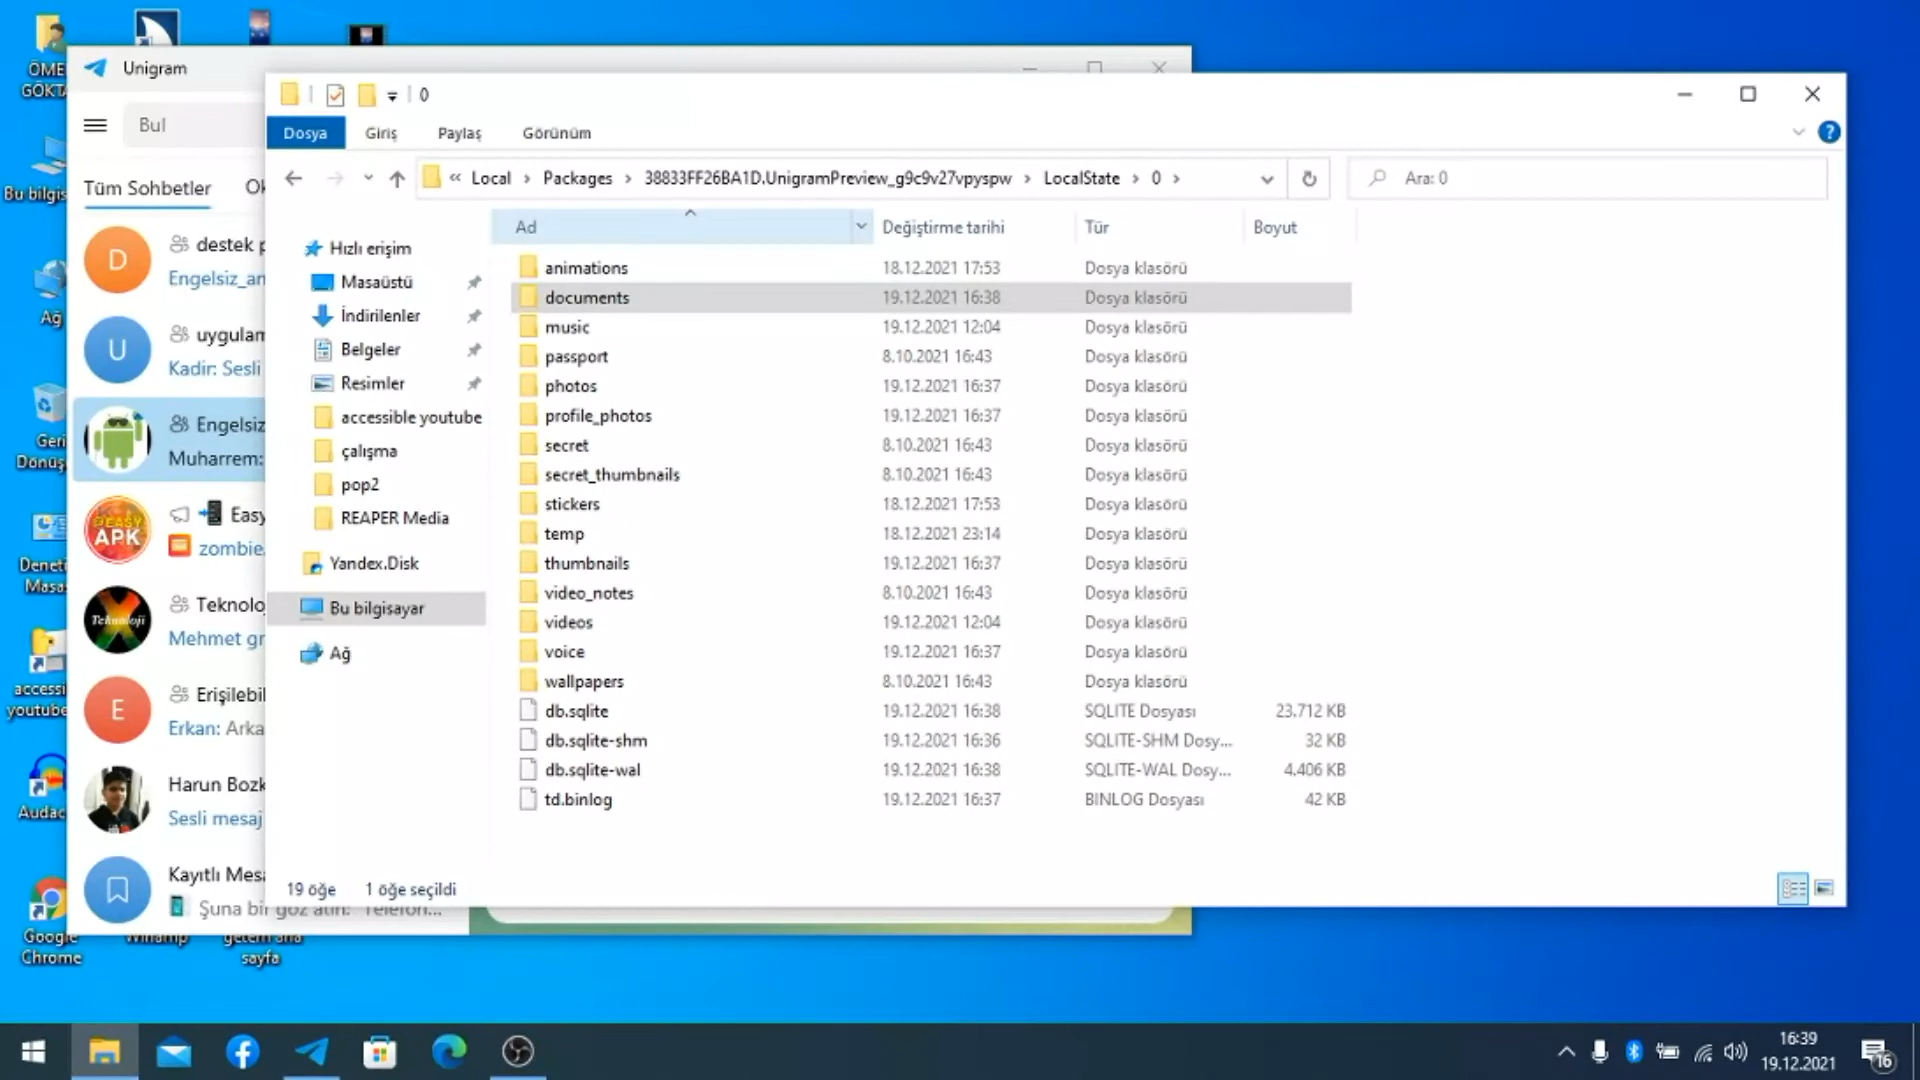 ÖME
GÖKTA
Bu bilgis
Ağ
Geri
Dönüş
Deneti
Masa
accessi
youtube
Audac
Google
Chrome
Winamp
getem ana
sayfa
Unigram
Bul
Tüm Sohbetler
Ok
D
destek p
Engelsiz_an
U
uygulam
Kadir: Sesli
Engelsiz
Muharrem:
EASY
APK
Easy
zombie.
Teknoloji
Teknolo
Mehmet gr
E
Erişilebil
Erkan: Arka
Harun Bozk
Sesli mesaj
Kayıtlı Mesa
Şuna bir göz atın: Telefon...
0
Dosya
Giriş
Paylaş
Görünüm
?
« Local > Packages > 38833FF26BA1D.UnigramPreview_g9c9v27vpyspw > LocalState > 0 >
Ara: 0
Hızlı erişim
Masaüstü
İndirilenler
Belgeler
Resimler
accessible youtube
çalışma
pop2
REAPER Media
Yandex.Disk
Bu bilgisayar
Ağ
Ad Değiştirme tarihi Tür Boyut
animations 18.12.2021 17:53 Dosya klasörü
documents 19.12.2021 16:38 Dosya klasörü
music 19.12.2021 12:04 Dosya klasörü
passport 8.10.2021 16:43 Dosya klasörü
photos 19.12.2021 16:37 Dosya klasörü
profile_photos 19.12.2021 16:37 Dosya klasörü
secret 8.10.2021 16:43 Dosya klasörü
secret_thumbnails 8.10.2021 16:43 Dosya klasörü
stickers 18.12.2021 17:53 Dosya klasörü
temp 18.12.2021 23:14 Dosya klasörü
thumbnails 19.12.2021 16:37 Dosya klasörü
video_notes 8.10.2021 16:43 Dosya klasörü
videos 19.12.2021 12:04 Dosya klasörü
voice 19.12.2021 16:37 Dosya klasörü
wallpapers 8.10.2021 16:43 Dosya klasörü
db.sqlite 19.12.2021 16:38 SQLITE Dosyası 23.712 KB
db.sqlite-shm 19.12.2021 16:36 SQLITE-SHM Dosy... 32 KB
db.sqlite-wal 19.12.2021 16:38 SQLITE-WAL Dosy... 4.406 KB
td.binlog 19.12.2021 16:37 BINLOG Dosyası 42 KB
19 öğe 1 öğe seçildi
16:39
19.12.2021
16